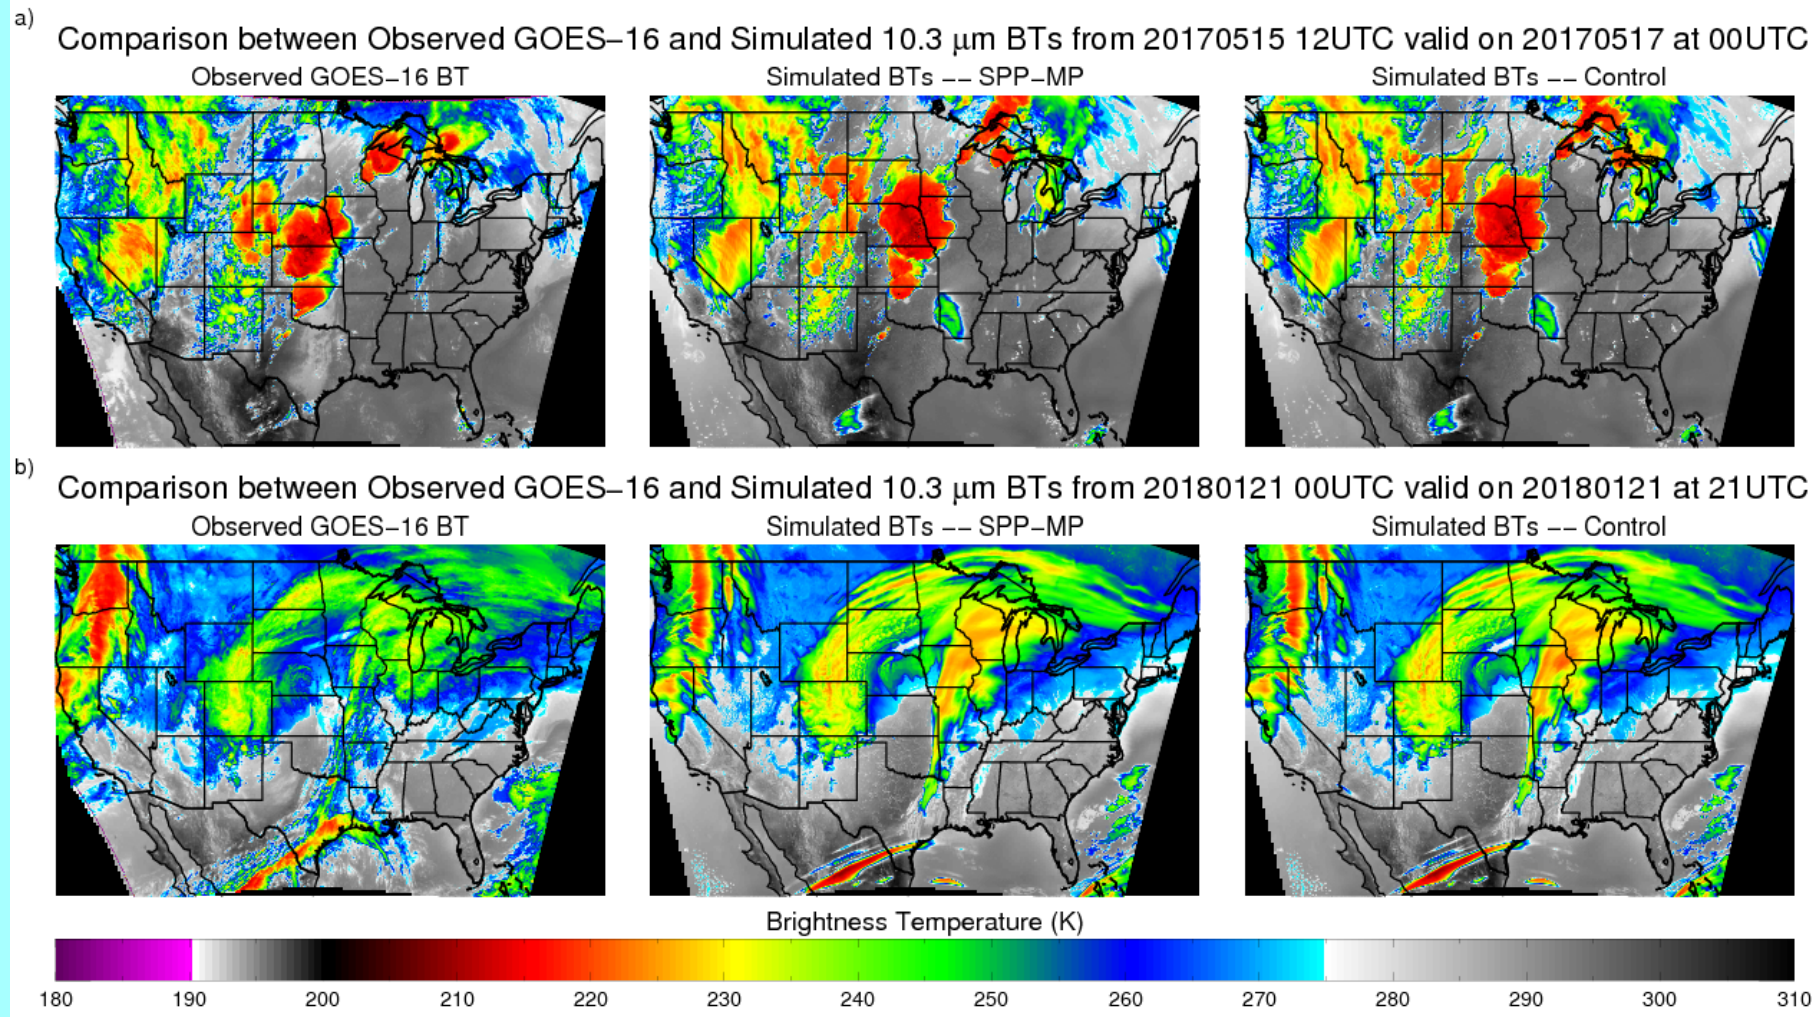 a)
Comparison between Observed GOES−16 and Simulated 10.3 μm BTs from 20170515 12UTC valid on 20170517 at 00UTC
Observed GOES−16 BT
Simulated BTs −− SPP−MP
Simulated BTs −− Control
b)
Comparison between Observed GOES−16 and Simulated 10.3 μm BTs from 20180121 00UTC valid on 20180121 at 21UTC
Observed GOES−16 BT
Simulated BTs −− SPP−MP
Simulated BTs −− Control
Brightness Temperature (K)
180 190 200 210 220 230 240 250 260 270 280 290 300 310